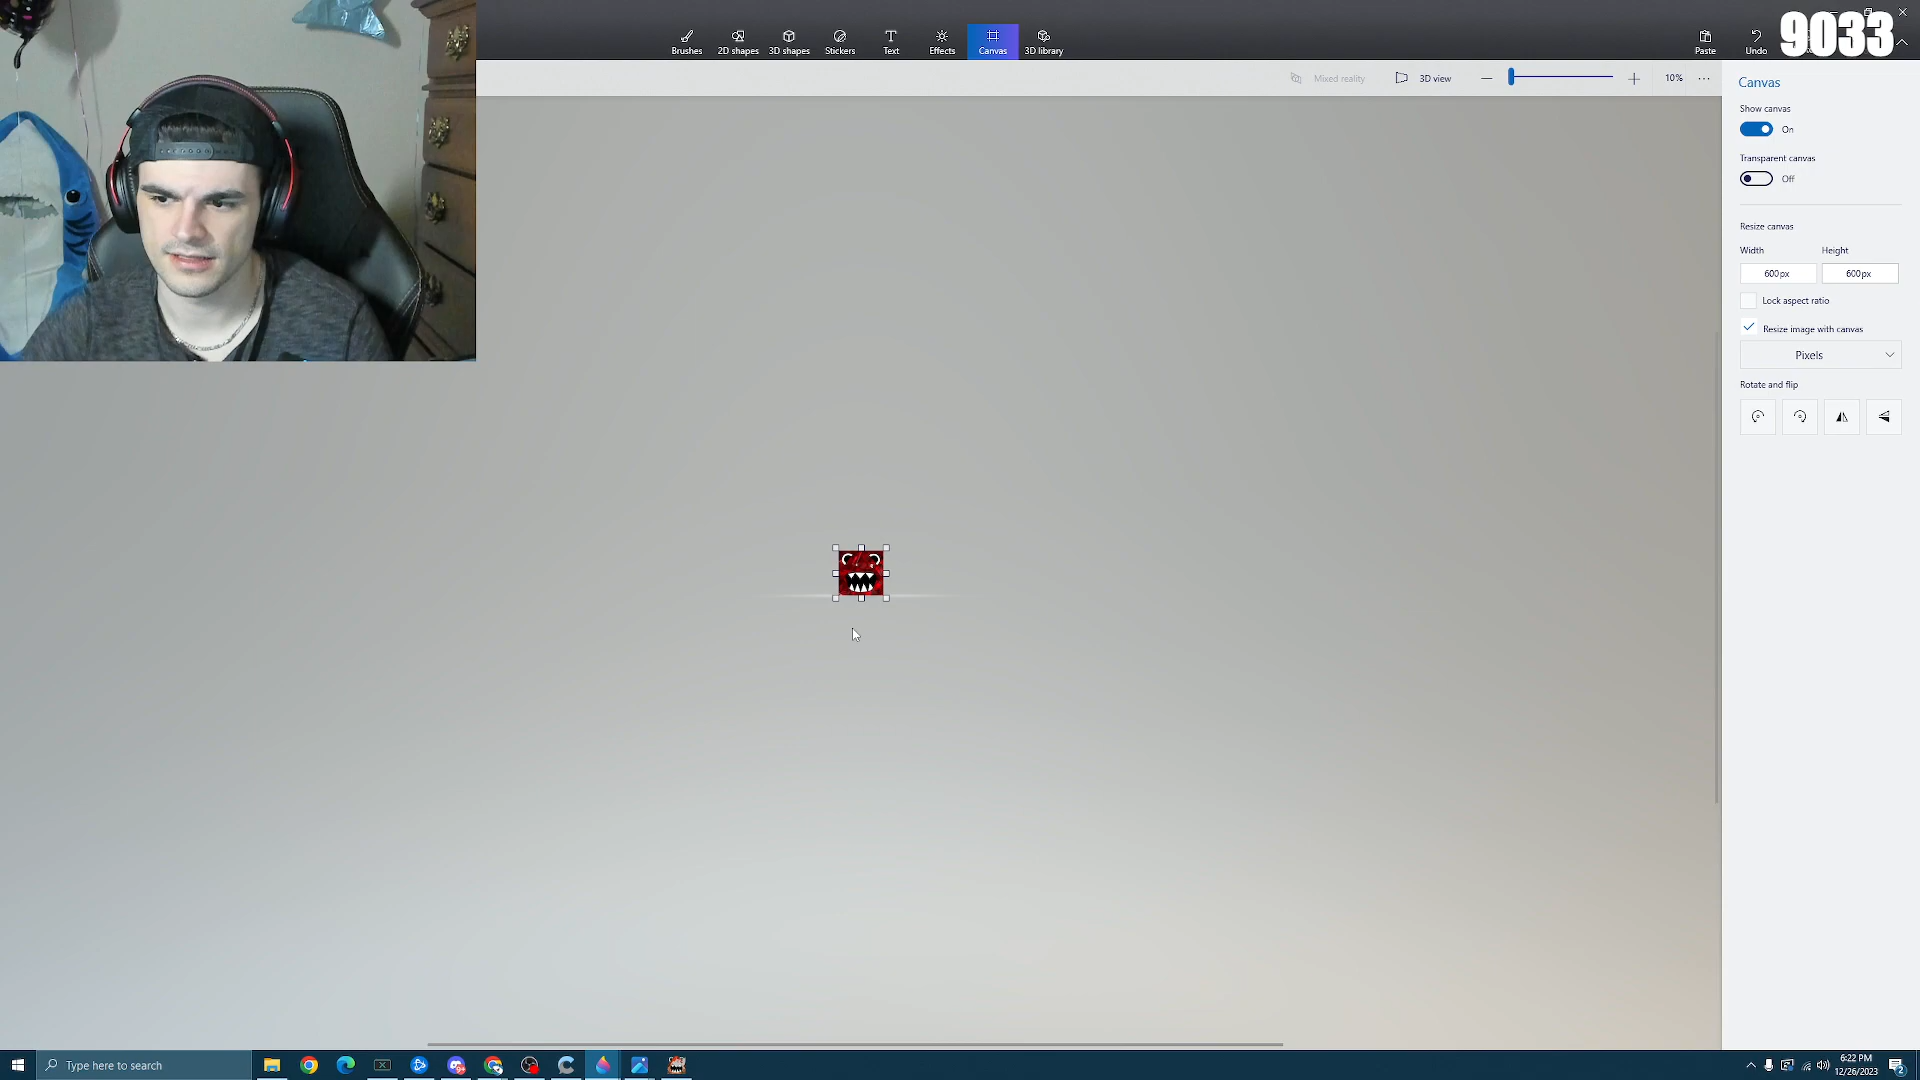 Brushes
2D shapes
3D shapes
Stickers
Text
Effects
Canvas
3D library
Paste
Undo
9033
Mixed reality
3D view
10%
Canvas
Show canvas
On
Transparent canvas
Off
Resize canvas
Width
Height
600px
600px
Lock aspect ratio
Resize image with canvas
Pixels
Rotate and flip
Type here to search
6:22 PM
12/26/2023